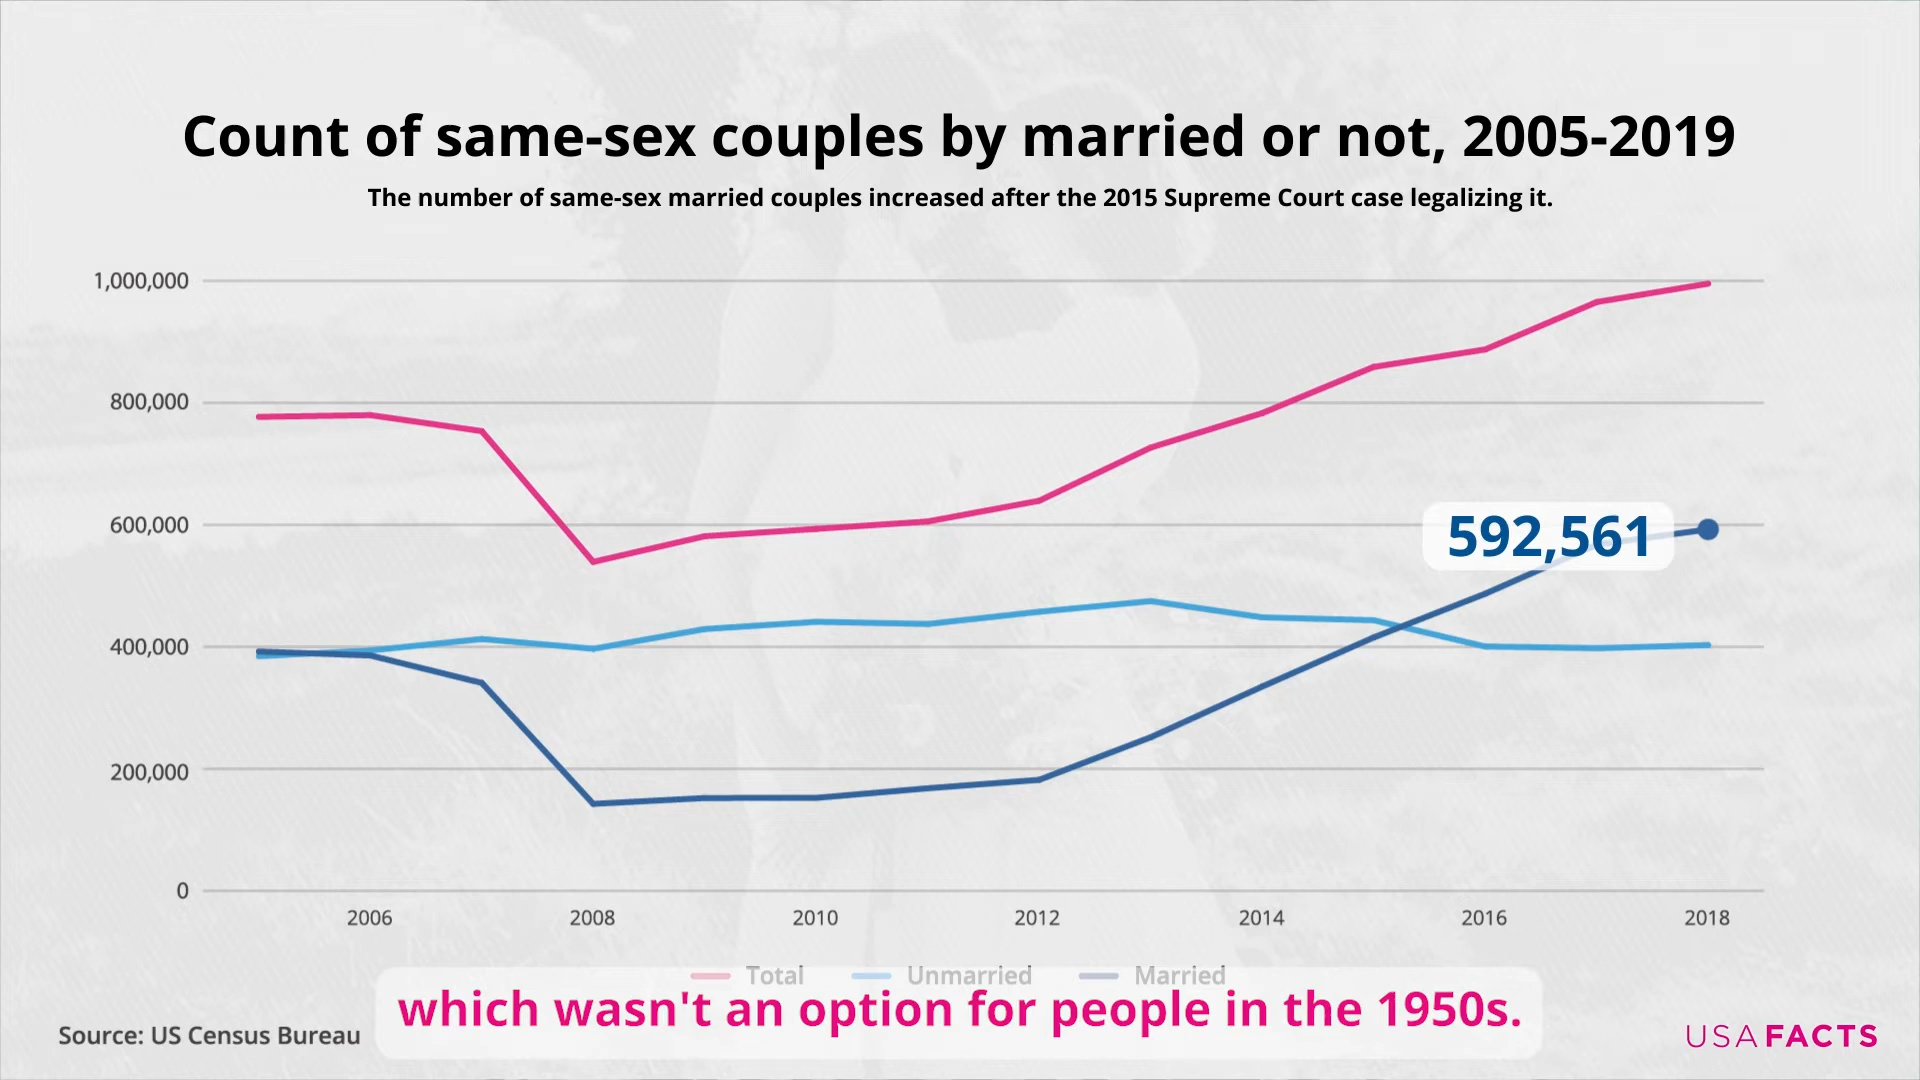 Count of same-sex couples by married or not, 2005-2019
The number of same-sex married couples increased after the 2015 Supreme Court case legalizing it.
1,000,000
800,000
600,000
400,000
200,000
0
592,561
2006 2008 2010 2012 2014 2016 2018
Total Unmarried Married
which wasn't an option for people in the 1950s.
Source: US Census Bureau
USAFACTS